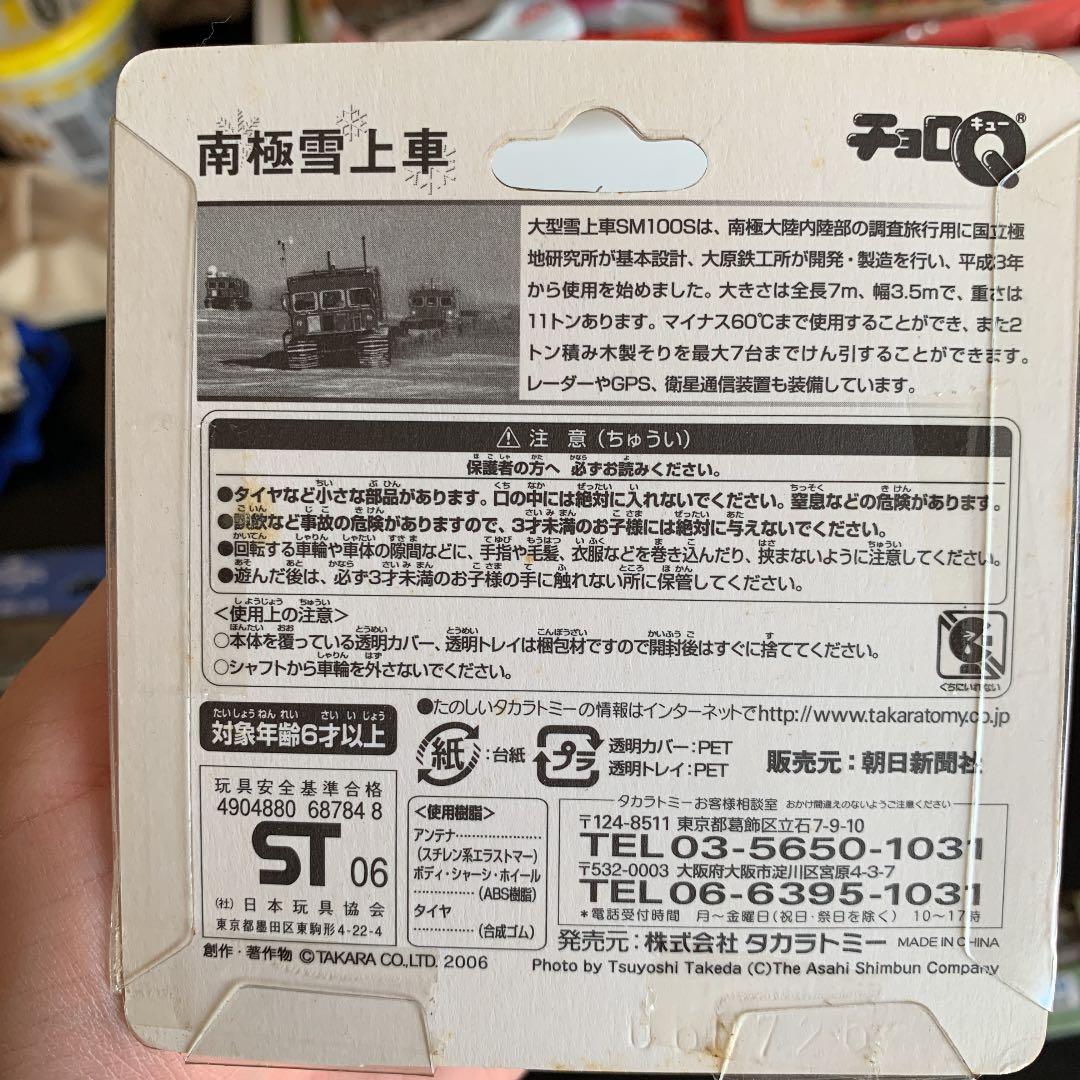 南極雪上車
チョロQ キュー ®
大型雪上車SM100Sは、南極大陸内陸部の調査旅行用に国立極
地研究所が基本設計、大原鉄工所が開発・製造を行い、平成3年
から使用を始めました。大きさは全長7m、幅3.5mで、重さは
11トンあります。マイナス60℃まで使用することができ、また2
トン積み木製そりを最大7台までけん引することができます。
レーダーやGPS、衛星通信装置も装備しています。
⚠ 注 意（ちゅうい）
保護者の方へ 必ずお読みください。
●タイヤなど小さな部品があります。口の中には絶対に入れないでください。窒息などの危険があります。
●誤飲など事故の危険がありますので、3才未満のお子様には絶対に与えないでください。
●回転する車輪や車体の隙間などに、手指や毛髪、衣服などを巻き込んだり、挟まないように注意してください。
●遊んだ後は、必ず3才未満のお子様の手に触れない所に保管してください。
＜使用上の注意＞
○本体を覆っている透明カバー、透明トレイは梱包材ですので開封後はすぐに捨ててください。
○シャフトから車輪を外さないでください。
くちにいれない
対象年齢6才以上
たいしょうねんれい さいいじょう
●たのしいタカラトミーの情報はインターネットでhttp://www.takaratomy.co.jp
紙：台紙
プラ
透明カバー：PET
透明トレイ：PET
販売元：朝日新聞社
玩具安全基準合格
4904880 68784 8
ST 06
（社）日本玩具協会
東京都墨田区東駒形4-22-4
＜使用樹脂＞
アンテナ…………………
（スチレン系エラストマー）
ボディ・シャーシ・ホイール
……………（ABS樹脂）
タイヤ
……………（合成ゴム）
タカラトミーお客様相談室 おかけ間違えのないようご注意ください
〒124-8511 東京都葛飾区立石7-9-10
TEL 03-5650-1031
〒532-0003 大阪府大阪市淀川区宮原4-3-7
TEL 06-6395-1031
＊電話受付時間 月～金曜日（祝日・祭日を除く） 10～17時
発売元：株式会社 タカラトミー MADE IN CHINA
創作・著作物 ©TAKARA CO.,LTD. 2006
Photo by Tsuyoshi Takeda (C)The Asahi Shimbun Company